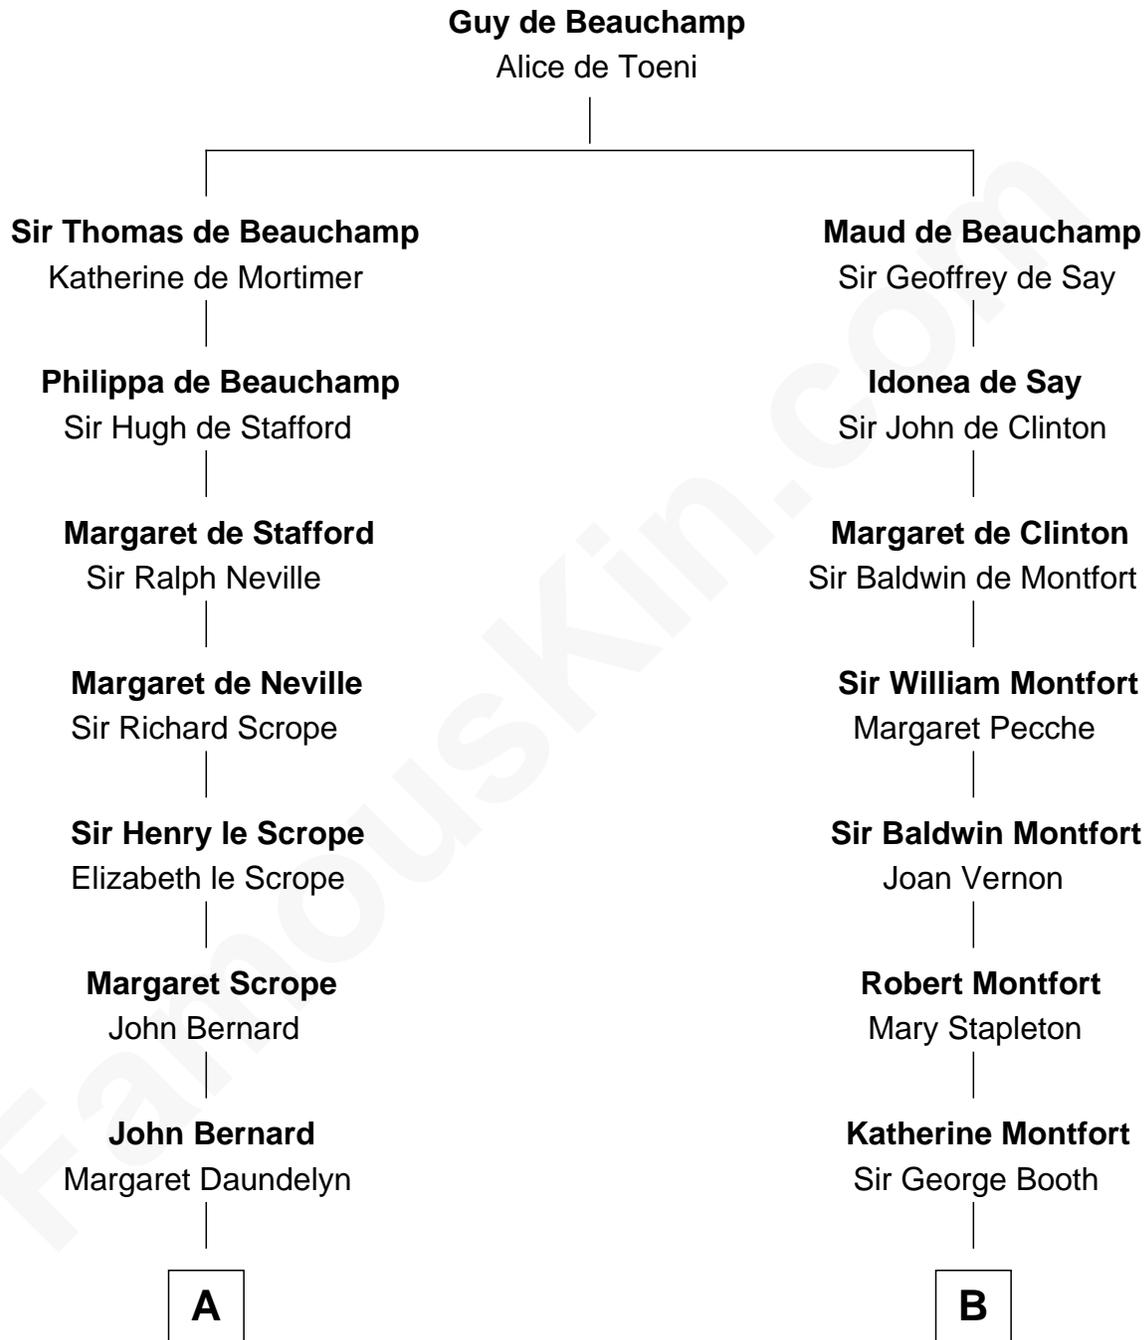 Guy de Beauchamp
Alice de Toeni
Sir Thomas de Beauchamp
Katherine de Mortimer
Philippa de Beauchamp
Sir Hugh de Stafford
Margaret de Stafford
Sir Ralph Neville
Margaret de Neville
Sir Richard Scrope
Sir Henry le Scrope
Elizabeth le Scrope
Margaret Scrope
John Bernard
John Bernard
Margaret Daundelyn
A
Maud de Beauchamp
Sir Geoffrey de Say
Idonea de Say
Sir John de Clinton
Margaret de Clinton
Sir Baldwin de Montfort
Sir William Montfort
Margaret Pecche
Sir Baldwin Montfort
Joan Vernon
Robert Montfort
Mary Stapleton
Katherine Montfort
Sir George Booth
B
FamousKin.com